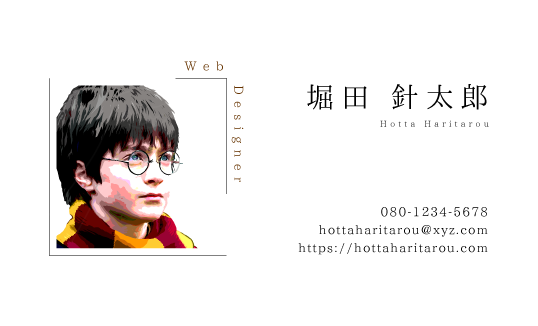 Web
Designer
堀田 針太郎
Hotta Haritarou
080-1234-5678
hottaharitarou@xyz.com
https://hottaharitarou.com